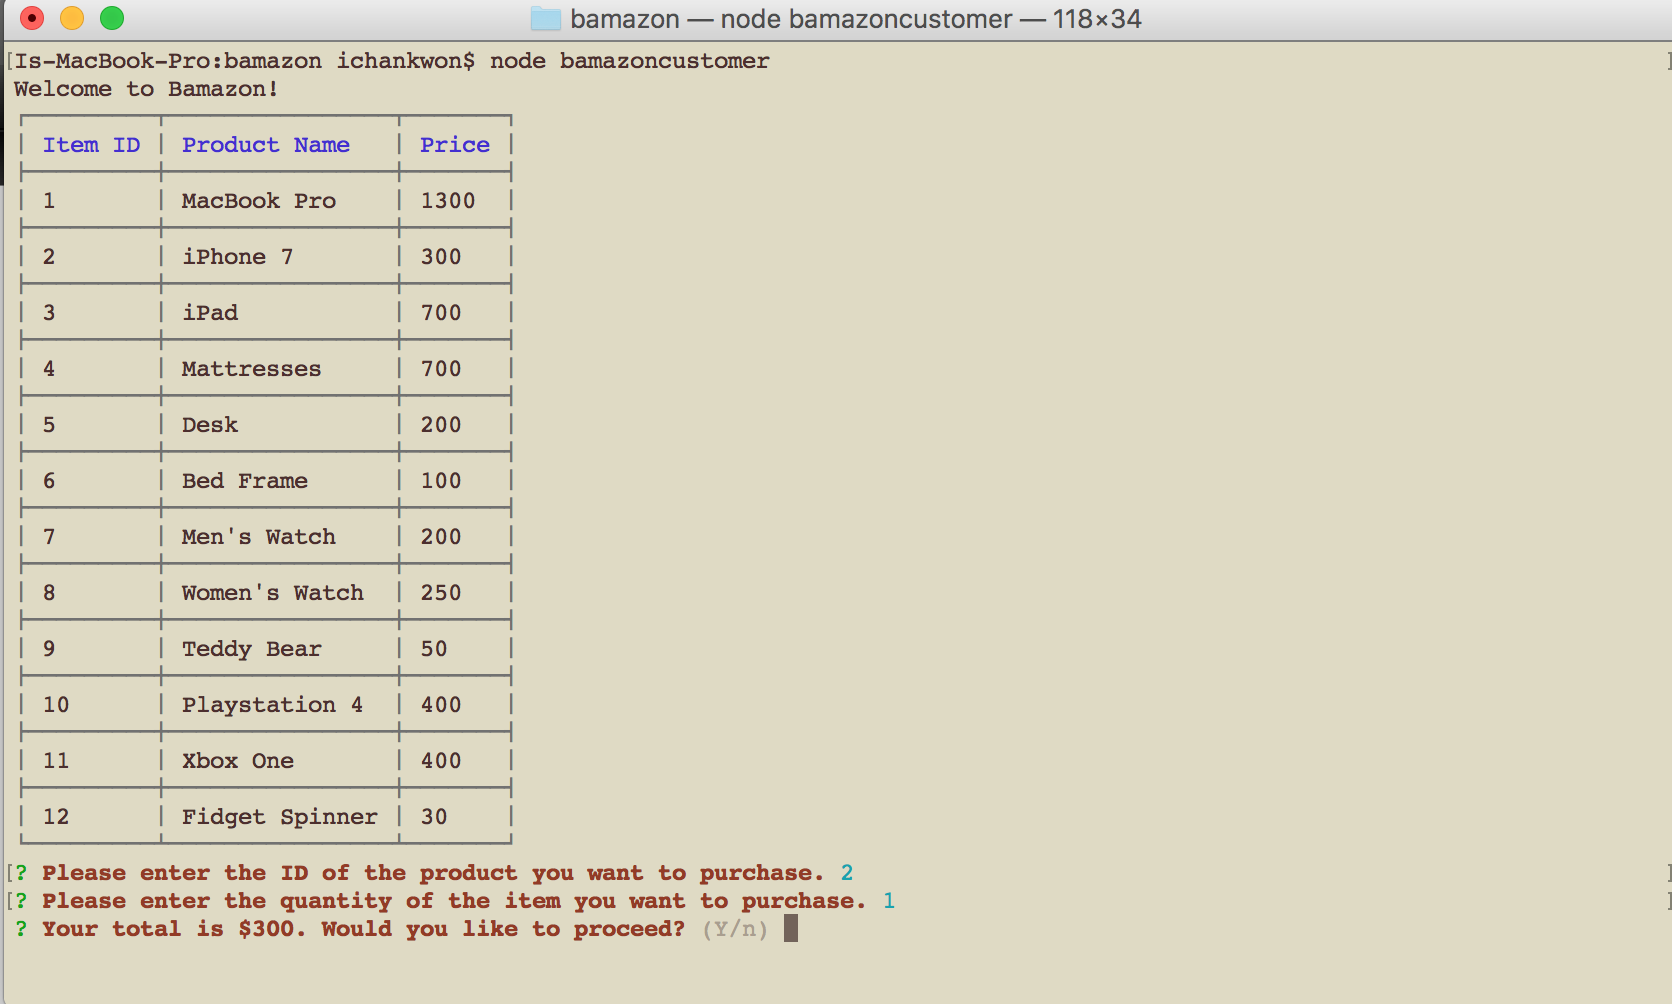 bamazon — node bamazoncustomer — 118×34
[Is-MacBook-Pro:bamazon ichankwon$ node bamazoncustomer ]
Welcome to Bamazon!
Item ID Product Name Price
1 MacBook Pro 1300
2 iPhone 7 300
3 iPad 700
4 Mattresses 700
5 Desk 200
6 Bed Frame 100
7 Men's Watch 200
8 Women's Watch 250
9 Teddy Bear 50
10 Playstation 4 400
11 Xbox One 400
12 Fidget Spinner 30
[? Please enter the ID of the product you want to purchase. 2 ]
[? Please enter the quantity of the item you want to purchase. 1 ]
? Your total is $300. Would you like to proceed? (Y/n)